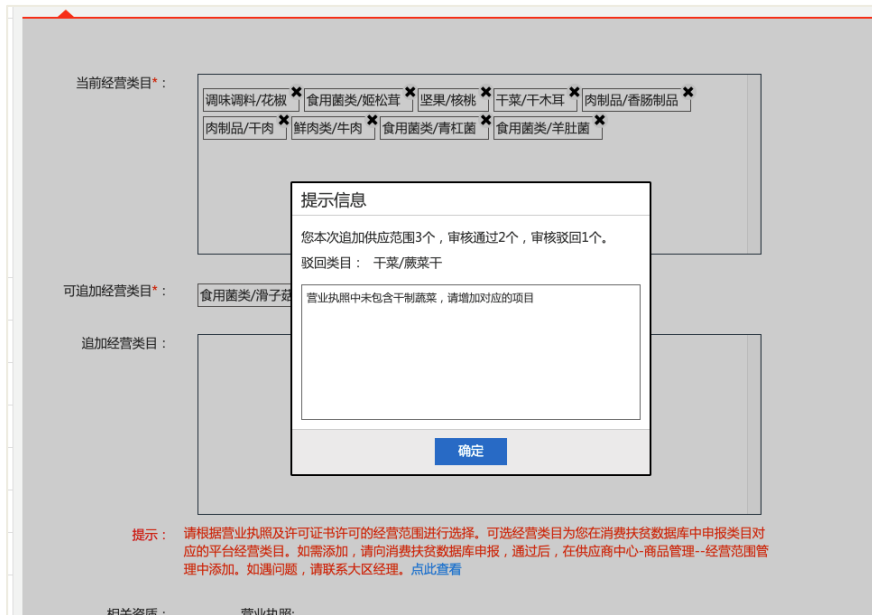 当前经营类目*：
调味调料/花椒 食用菌类/姬松茸 坚果/核桃 干菜/干木耳 肉制品/香肠制品
肉制品/干肉 鲜肉类/牛肉 食用菌类/青杠菌 食用菌类/羊肚菌
提示信息
您本次追加供应范围3个，审核通过2个，审核驳回1个。
驳回类目： 干菜/蕨菜干
营业执照中未包含干制蔬菜，请增加对应的项目
确定
可追加经营类目*：
食用菌类/滑子菇
追加经营类目：
提示： 请根据营业执照及许可证书许可的经营范围进行选择。可选经营类目为您在消费扶贫数据库中申报类目对
应的平台经营类目。如需添加，请向消费扶贫数据库申报，通过后，在供应商中心-商品管理--经营范围管
理中添加。如遇问题，请联系大区经理。点此查看
相关资质： 营业执照: